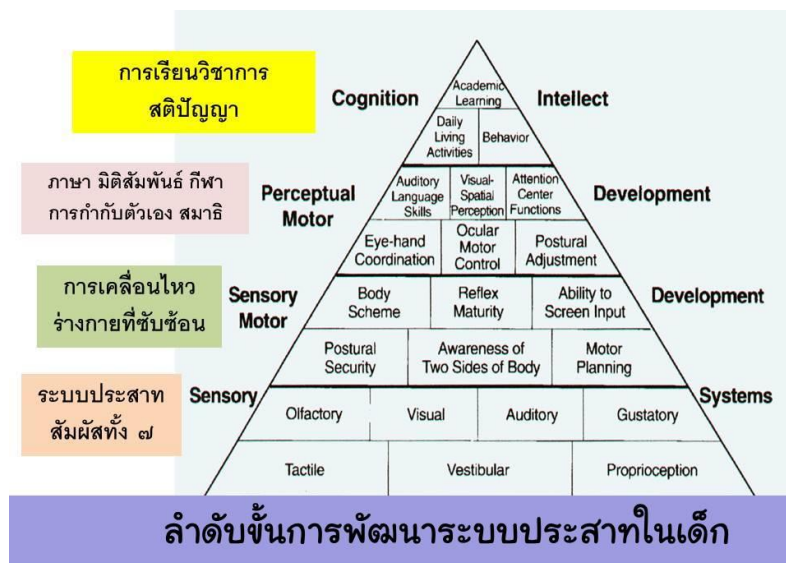 การเรียนวิชาการ
สติปัญญา
Cognition
Intellect
Academic
Learning
Daily
Living
Activities
Behavior
ภาษา มิติสัมพันธ์ กีฬา
การกำกับตัวเอง สมาธิ
Perceptual
Motor
Development
Auditory
Language
Skills
Visual-
Spatial
Perception
Attention
Center
Functions
Eye-hand
Coordination
Ocular
Motor
Control
Postural
Adjustment
การเคลื่อนไหว
ร่างกายที่ซับซ้อน
Sensory
Motor
Development
Body
Scheme
Reflex
Maturity
Ability to
Screen Input
Postural
Security
Awareness of
Two Sides of Body
Motor
Planning
ระบบประสาท
สัมผัสทั้ง ๗
Sensory
Systems
Olfactory
Visual
Auditory
Gustatory
Tactile
Vestibular
Proprioception
ลำดับขั้นการพัฒนาระบบประสาทในเด็ก